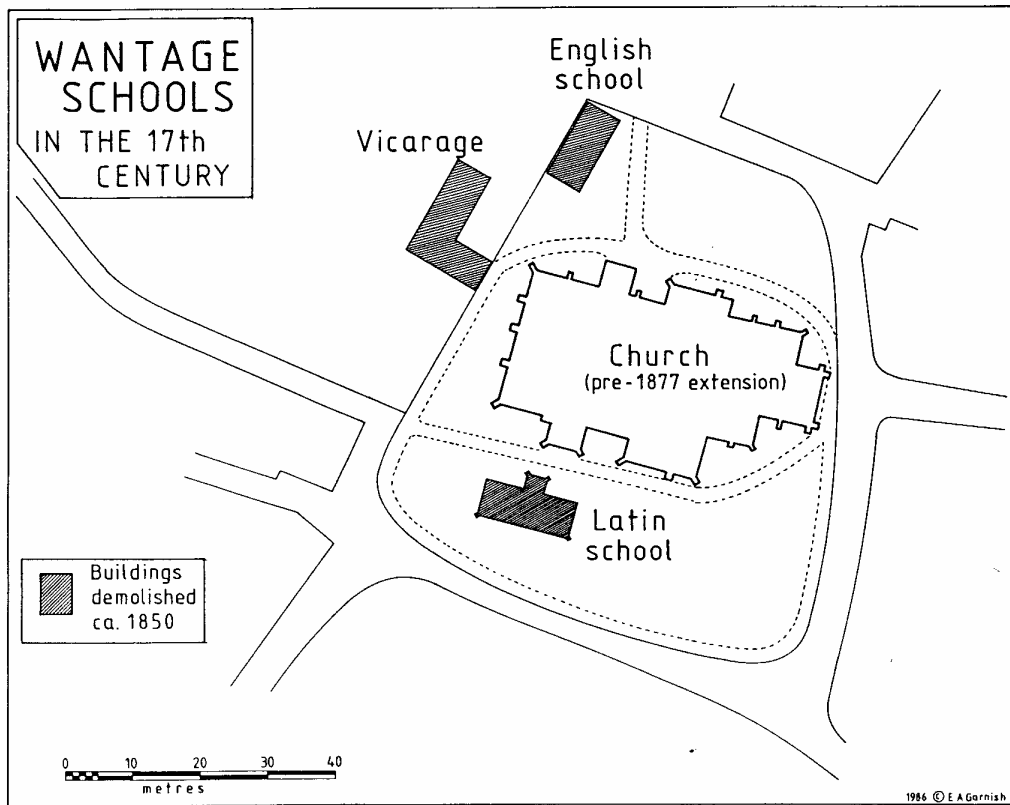 WANTAGE
SCHOOLS
IN THE 17th
CENTURY
English
school
Vicarage
Church
(pre-1877 extension)
Latin
school
Buildings
demolished
ca. 1850
0 10 20 30 40
metres
1986 © E A Garnish